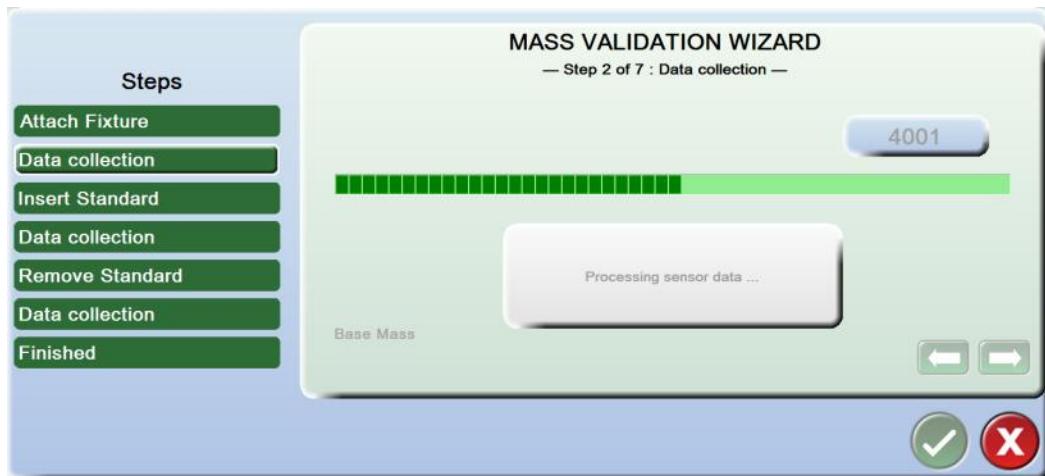 Steps
Attach Fixture
Data collection
Insert Standard
Data collection
Remove Standard
Data collection
Finished
MASS VALIDATION WIZARD
— Step 2 of 7 : Data collection —
4001
Processing sensor data ...
Base Mass
X